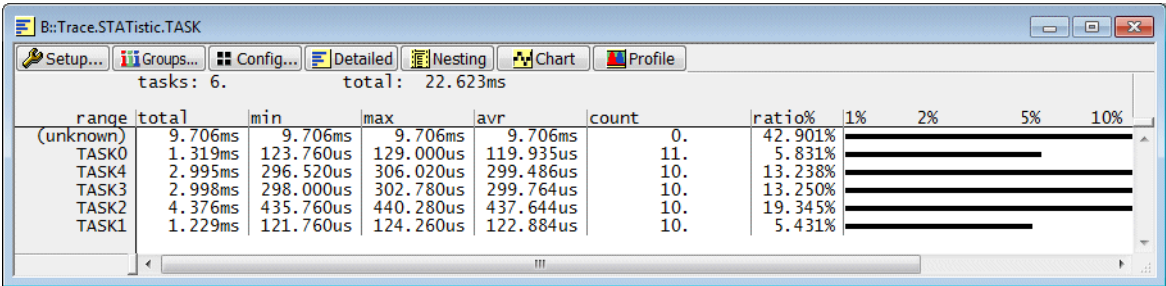 B::Trace.STATistic.TASK
Setup... Groups... Config... Detailed Nesting Chart Profile
tasks: 6. total: 22.623ms
range total min max avr count ratio% 1% 2% 5% 10%
(unknown) 9.706ms 9.706ms 9.706ms 9.706ms 0. 42.901%
TASK0 1.319ms 123.760us 129.000us 119.935us 11. 5.831%
TASK4 2.995ms 296.520us 306.020us 299.486us 10. 13.238%
TASK3 2.998ms 298.000us 302.780us 299.764us 10. 13.250%
TASK2 4.376ms 435.760us 440.280us 437.644us 10. 19.345%
TASK1 1.229ms 121.760us 124.260us 122.884us 10. 5.431%